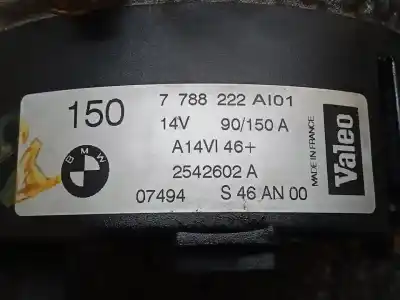 150
7 788 222 AI01
14V 90/150 A
A14VI 46+
2542602 A
07494 S 46 AN 00
BMW
MADE IN FRANCE
Valeo